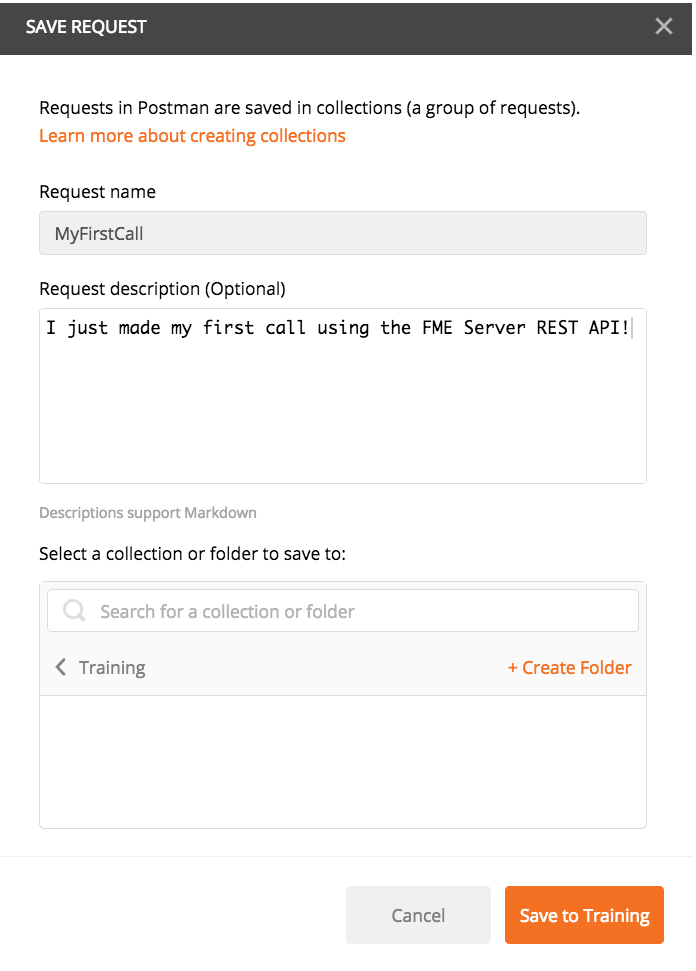 SAVE REQUEST
Requests in Postman are saved in collections (a group of requests).
Learn more about creating collections
Request name
MyFirstCall
Request description (Optional)
I just made my first call using the FME Server REST API!
Descriptions support Markdown
Select a collection or folder to save to:
Search for a collection or folder
Training + Create Folder
Cancel Save to Training